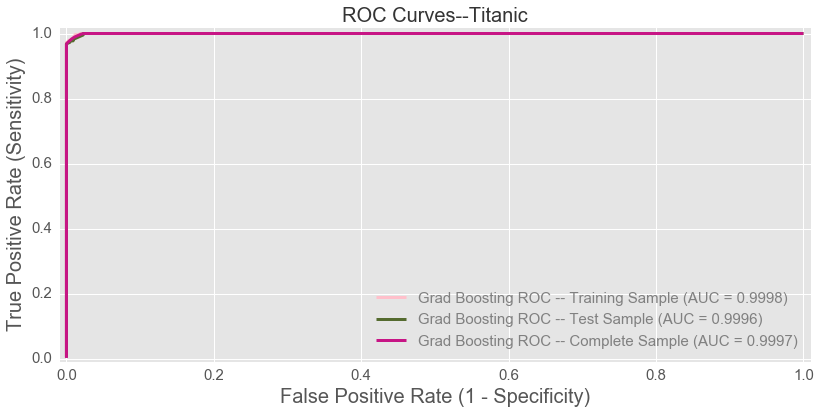 ROC Curves--Titanic
1.0
0.8
0.6
0.4
0.2
0.0
True Positive Rate (Sensitivity)
Grad Boosting ROC -- Training Sample (AUC = 0.9998)
Grad Boosting ROC -- Test Sample (AUC = 0.9996)
Grad Boosting ROC -- Complete Sample (AUC = 0.9997)
0.0 0.2 0.4 0.6 0.8 1.0
False Positive Rate (1 - Specificity)